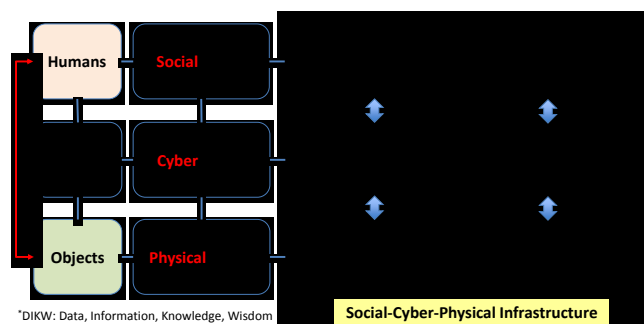 Humans
Social
Cyber
Objects
Physical
*DIKW: Data, Information, Knowledge, Wisdom
Social-Cyber-Physical Infrastructure